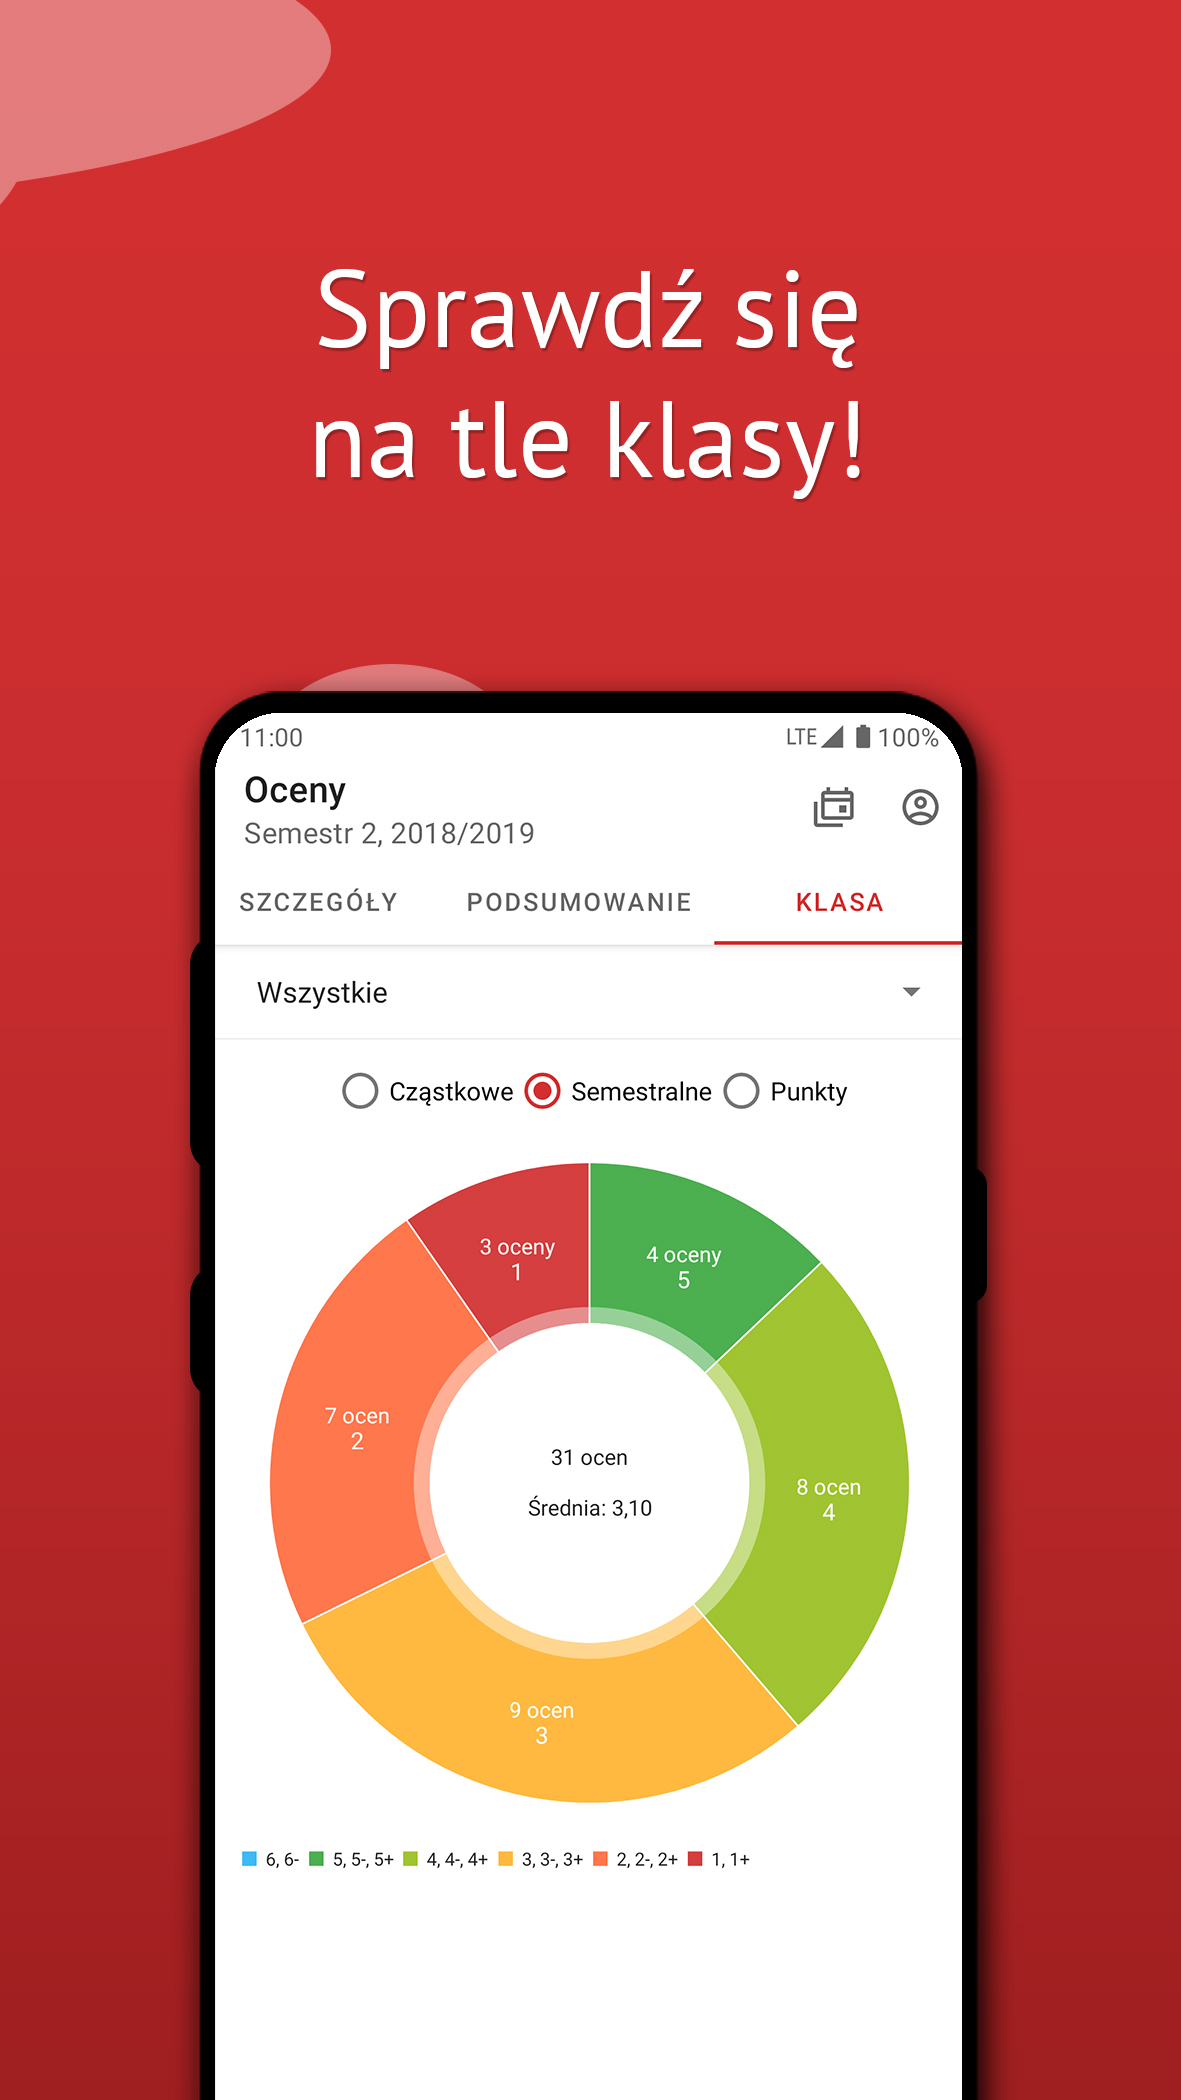 Sprawdź się
na tle klasy!
11:00 LTE 100%
Oceny
Semestr 2, 2018/2019
SZCZEGÓŁY PODSUMOWANIE KLASA
Wszystkie
Cząstkowe Semestralne Punkty
3 oceny
1
4 oceny
5
7 ocen
2
31 ocen
Średnia: 3,10
8 ocen
4
9 ocen
3
6, 6- 5, 5-, 5+ 4, 4-, 4+ 3, 3-, 3+ 2, 2-, 2+ 1, 1+